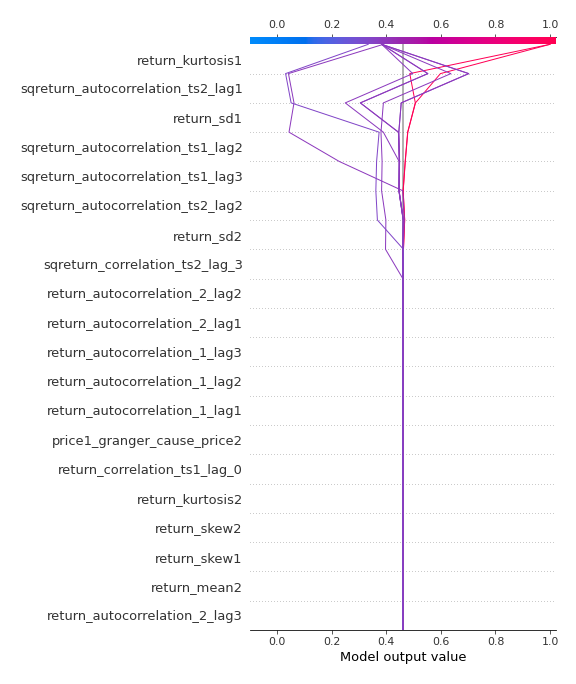 0.0 0.2 0.4 0.6 0.8 1.0
return_kurtosis1
sqreturn_autocorrelation_ts2_lag1
return_sd1
sqreturn_autocorrelation_ts1_lag2
sqreturn_autocorrelation_ts1_lag3
sqreturn_autocorrelation_ts2_lag2
return_sd2
sqreturn_correlation_ts2_lag_3
return_autocorrelation_2_lag2
return_autocorrelation_2_lag1
return_autocorrelation_1_lag3
return_autocorrelation_1_lag2
return_autocorrelation_1_lag1
price1_granger_cause_price2
return_correlation_ts1_lag_0
return_kurtosis2
return_skew2
return_skew1
return_mean2
return_autocorrelation_2_lag3
0.0 0.2 0.4 0.6 0.8 1.0
Model output value